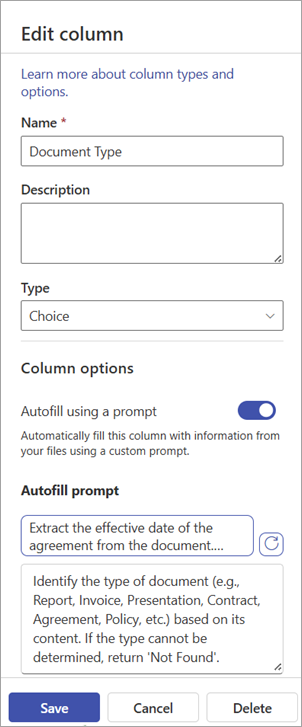 Edit column
Learn more about column types and
options.
Name *
Document Type
Description
Type
Choice
Column options
Autofill using a prompt
Automatically fill this column with information from
your files using a custom prompt.
Autofill prompt
Extract the effective date of the
agreement from the document....
Identify the type of document (e.g.,
Report, Invoice, Presentation, Contract,
Agreement, Policy, etc.) based on its
content. If the type cannot be
determined, return 'Not Found'.
Save
Cancel
Delete